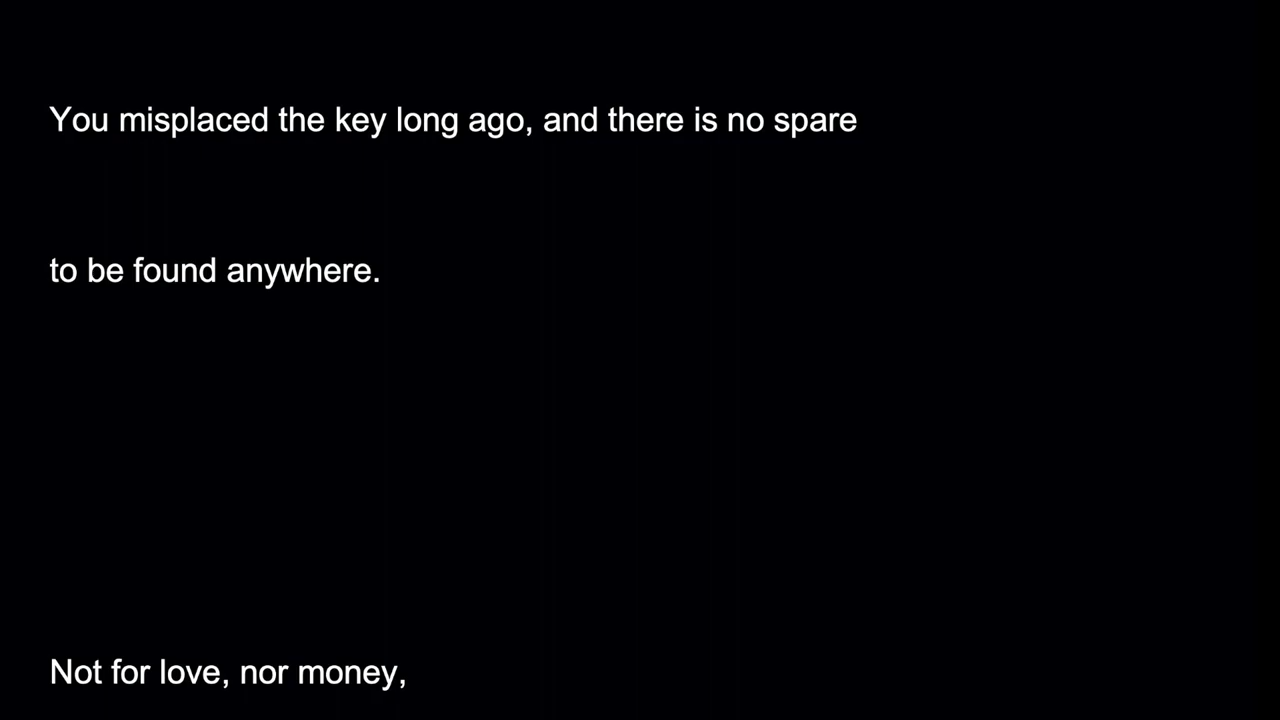 You misplaced the key long ago, and there is no spare
to be found anywhere.
Not for love, nor money,